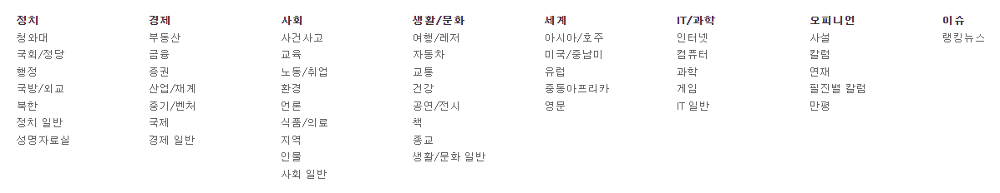 정치
청와대
국회/정당
행정
국방/외교
북한
정치 일반
성명자료실
경제
부동산
금융
증권
산업/재계
중기/벤처
국제
경제 일반
사회
사건사고
교육
노동/취업
환경
언론
식품/의료
지역
인물
사회 일반
생활/문화
여행/레저
자동차
교통
건강
공연/전시
책
종교
생활/문화 일반
세계
아시아/호주
미국/중남미
유럽
중동아프리카
영문
IT/과학
인터넷
컴퓨터
과학
게임
IT 일반
오피니언
사설
칼럼
연재
필진별 칼럼
만평
이슈
랭킹뉴스